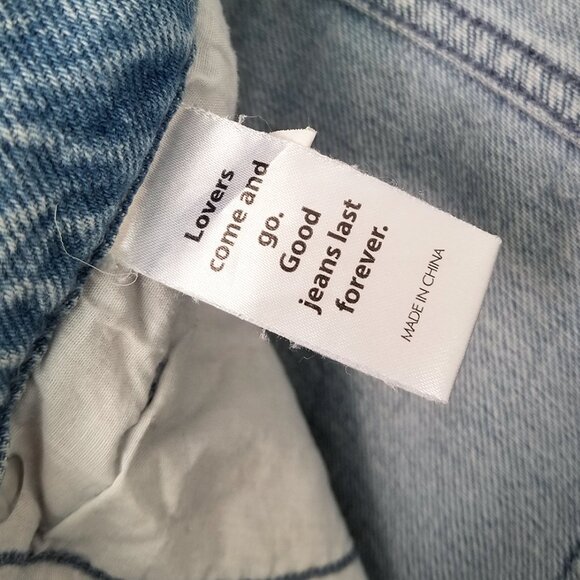 Lovers
come and
go.
Good
jeans last
forever.
MADE IN CHINA